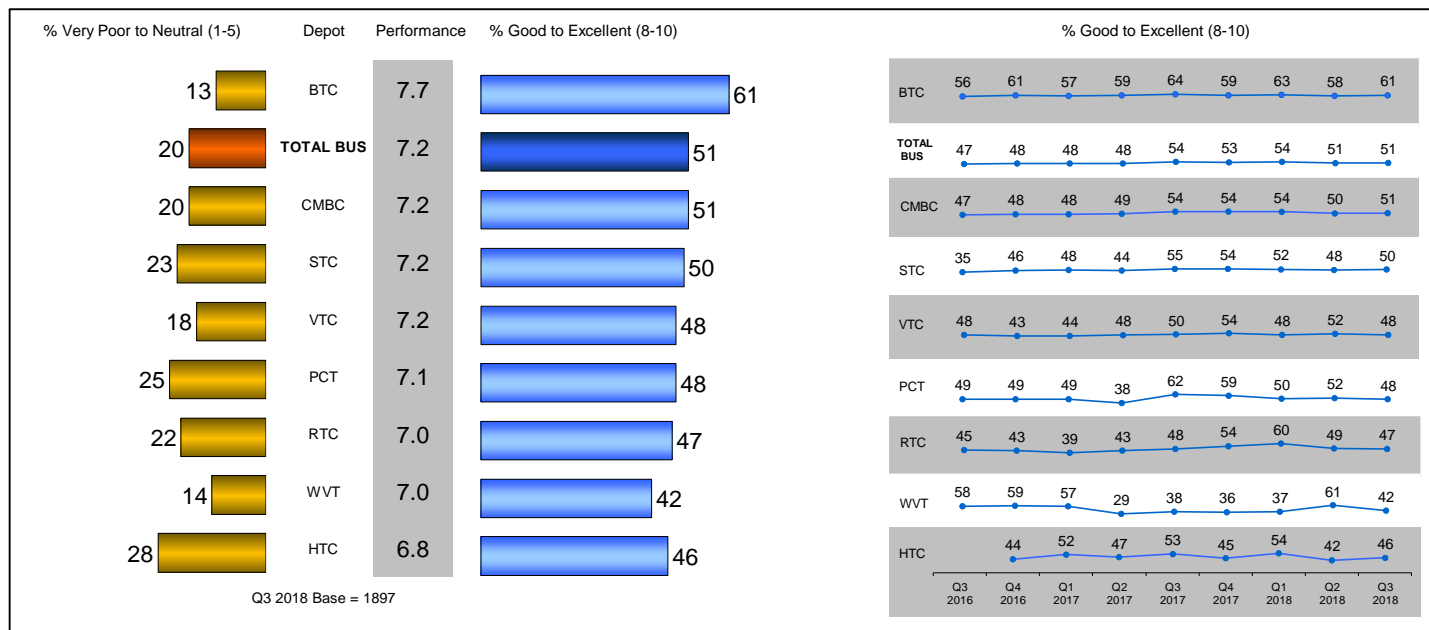 % Very Poor to Neutral (1-5) Depot Performance % Good to Excellent (8-10)
13 BTC 7.7 61
20 TOTAL BUS 7.2 51
20 CMBC 7.2 51
23 STC 7.2 50
18 VTC 7.2 48
25 PCT 7.1 48
22 RTC 7.0 47
14 WVT 7.0 42
28 HTC 6.8 46
Q3 2018 Base = 1897
% Good to Excellent (8-10)
BTC 56 61 57 59 64 59 63 58 61
TOTAL
BUS 47 48 48 48 54 53 54 51 51
CMBC 47 48 48 49 54 54 54 50 51
STC 35 46 48 44 55 54 52 48 50
VTC 48 43 44 48 50 54 48 52 48
PCT 49 49 49 38 62 59 50 52 48
RTC 45 43 39 43 48 54 60 49 47
WVT 58 59 57 29 38 36 37 61 42
HTC 44 52 47 53 45 54 42 46
Q3 Q4 Q1 Q2 Q3 Q4 Q1 Q2 Q3
2016 2016 2017 2017 2017 2017 2018 2018 2018